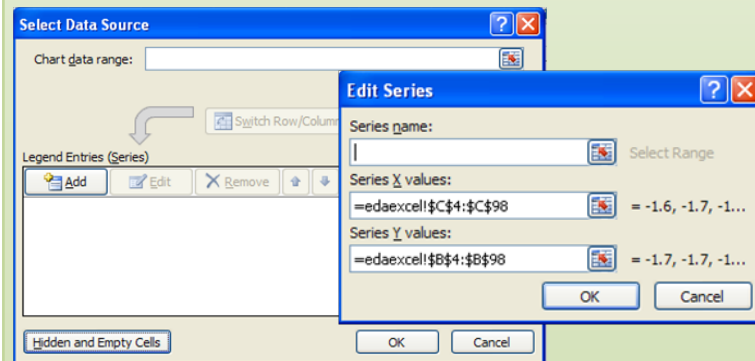 Select Data Source
Chart data range:
Switch Row/Column
Legend Entries (Series)
Add Edit Remove
Hidden and Empty Cells
OK Cancel
Edit Series
Series name:
Select Range
Series X values:
=edaexcel!$C$4:$C$98 = -1.6, -1.7, -1...
Series Y values:
=edaexcel!$B$4:$B$98 = -1.7, -1.7, -1...
OK Cancel